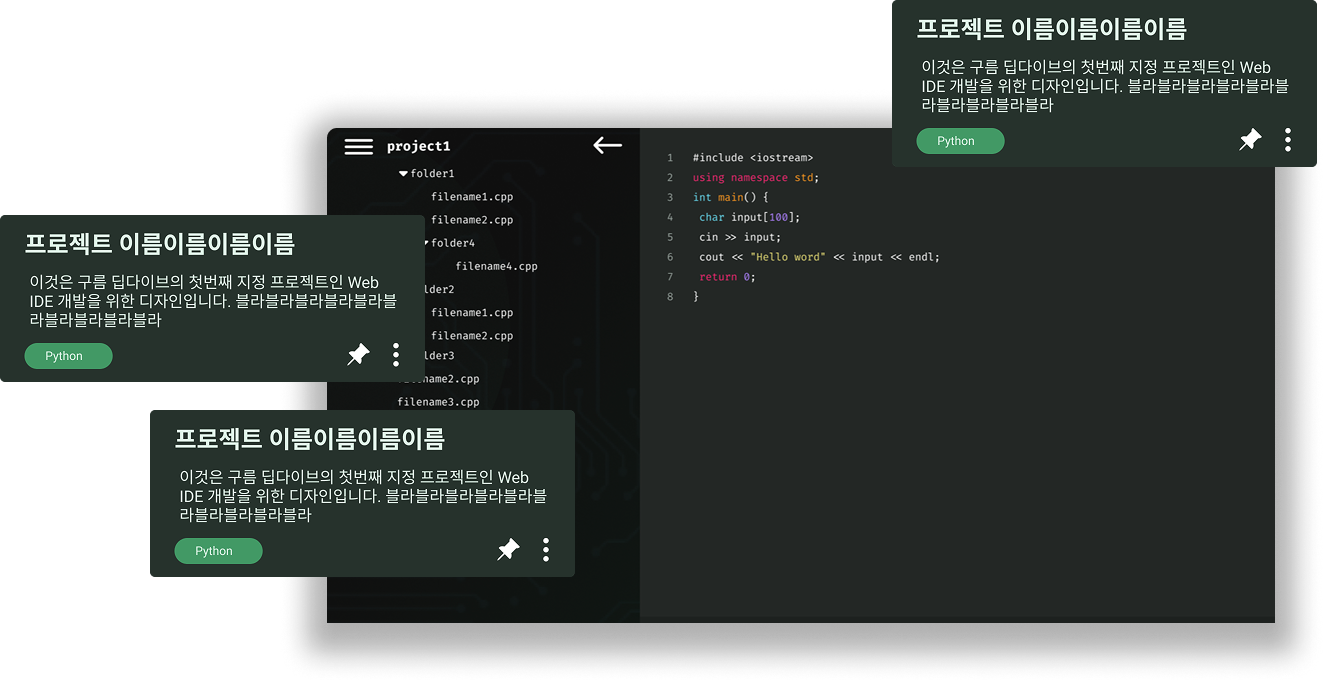 프로젝트 이름이름이름이름
이것은 구름 딥다이브의 첫번째 지정 프로젝트인 Web
IDE 개발을 위한 디자인입니다. 블라블라블라블라블라블
라블라블라블라블라
Python
project1
folder1
filename1.cpp
filename2.cpp
folder4
filename4.cpp
lder2
filename1.cpp
filename2.cpp
lder3
name2.cpp
filename3.cpp
1 #include <iostream>
2 using namespace std;
3 int main() {
4 char input[100];
5 cin >> input;
6 cout << "Hello word" << input << endl;
7 return 0;
8 }
프로젝트 이름이름이름이름
이것은 구름 딥다이브의 첫번째 지정 프로젝트인 Web
IDE 개발을 위한 디자인입니다. 블라블라블라블라블라블
라블라블라블라블라
Python
프로젝트 이름이름이름이름
이것은 구름 딥다이브의 첫번째 지정 프로젝트인 Web
IDE 개발을 위한 디자인입니다. 블라블라블라블라블라블
라블라블라블라블라
Python